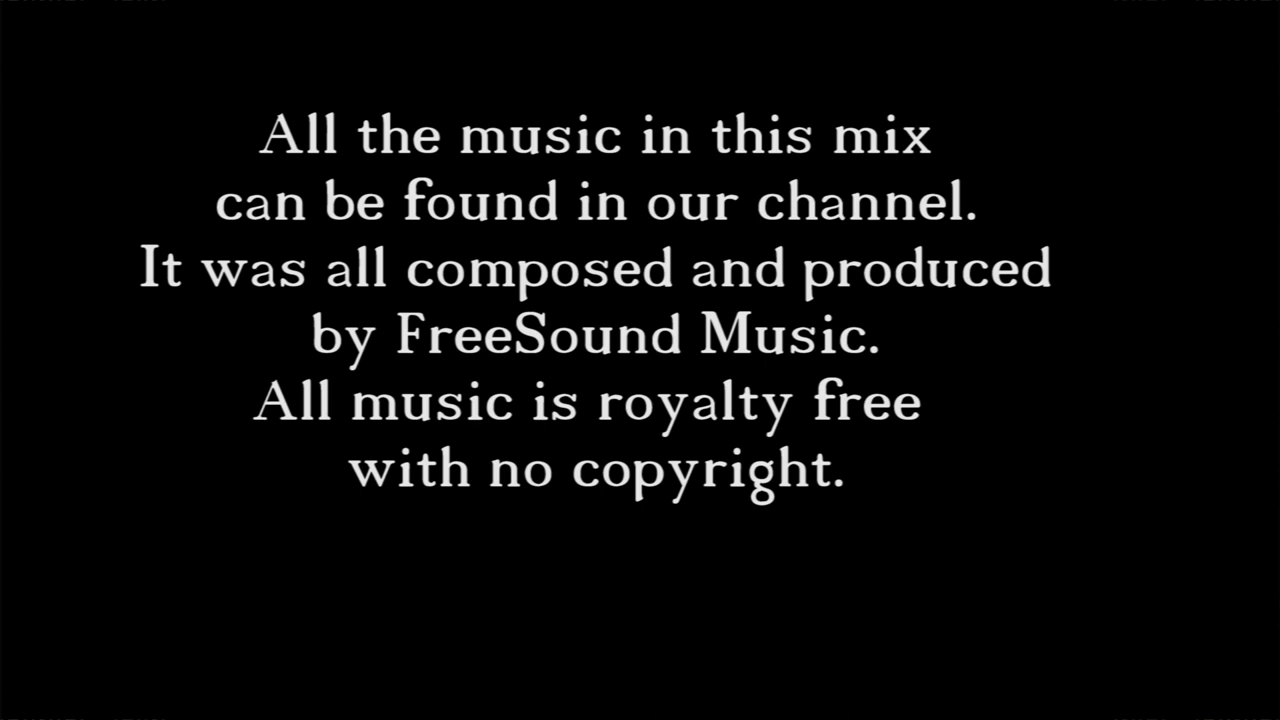 All the music in this mix
can be found in our channel.
It was all composed and produced
by FreeSound Music.
All music is royalty free
with no copyright.